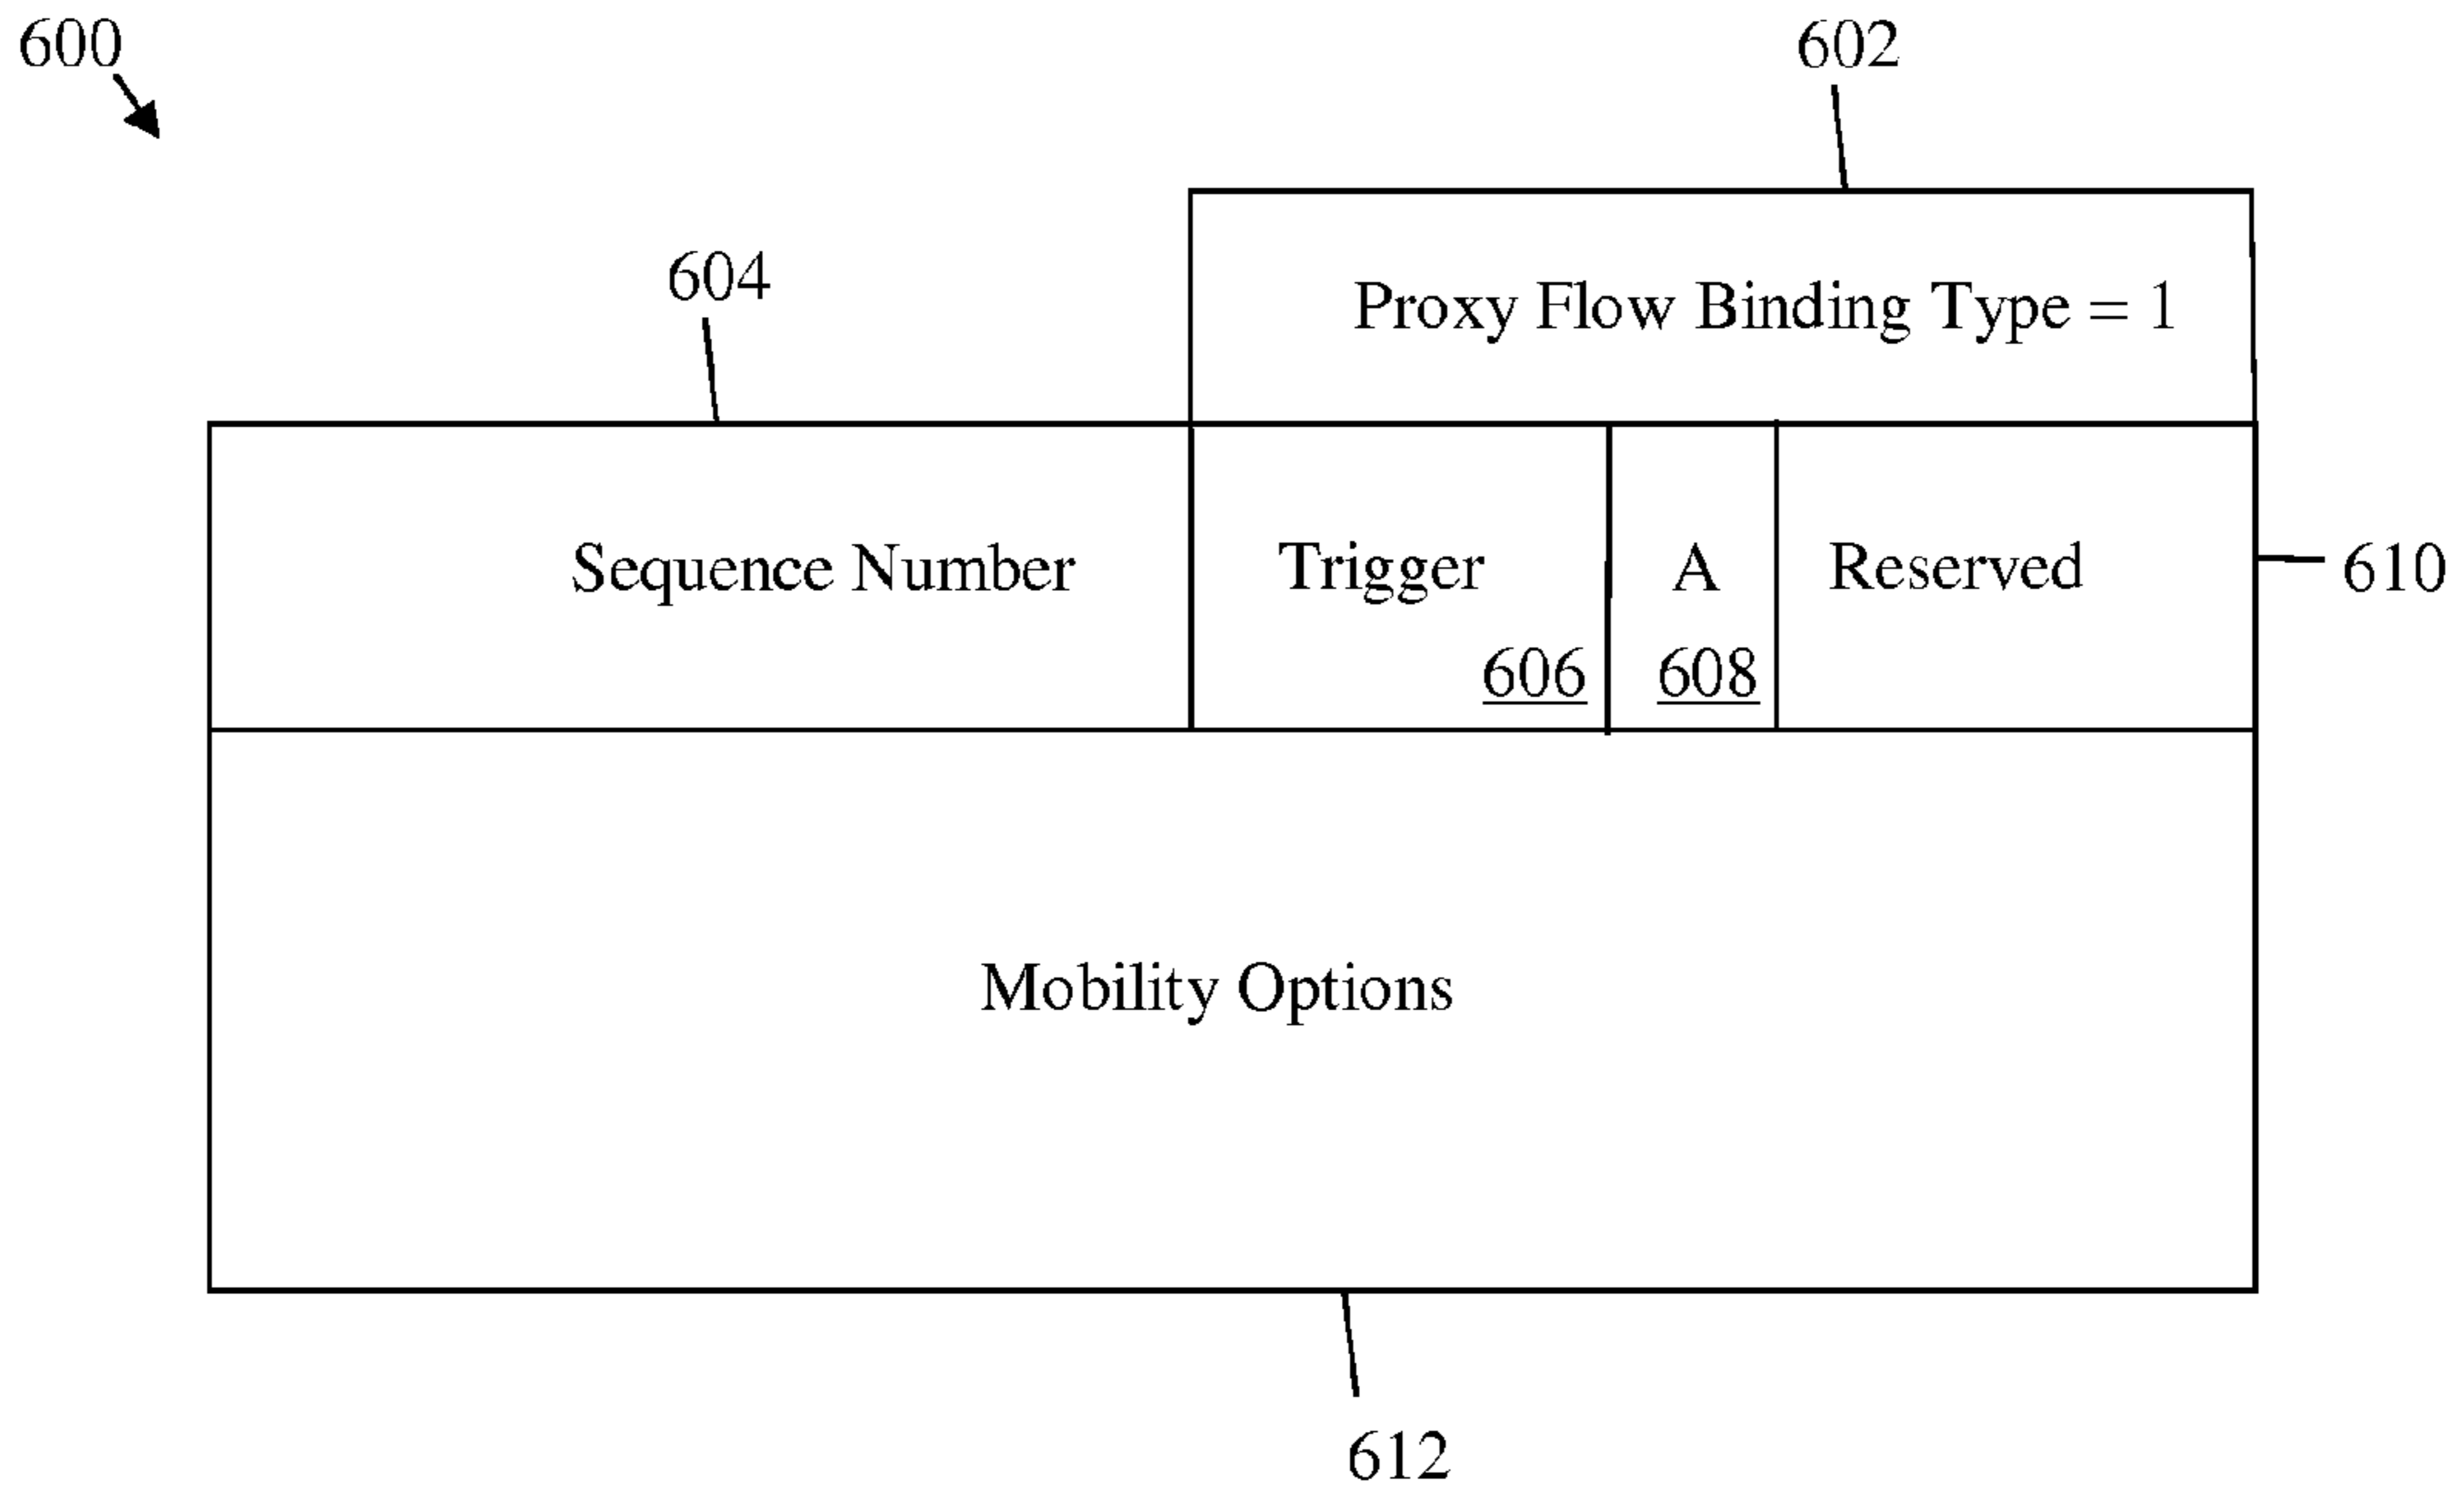 600
602
604
Proxy Flow Binding Type = 1
Sequence Number
Trigger
A
Reserved
610
606
608
Mobility Options
612